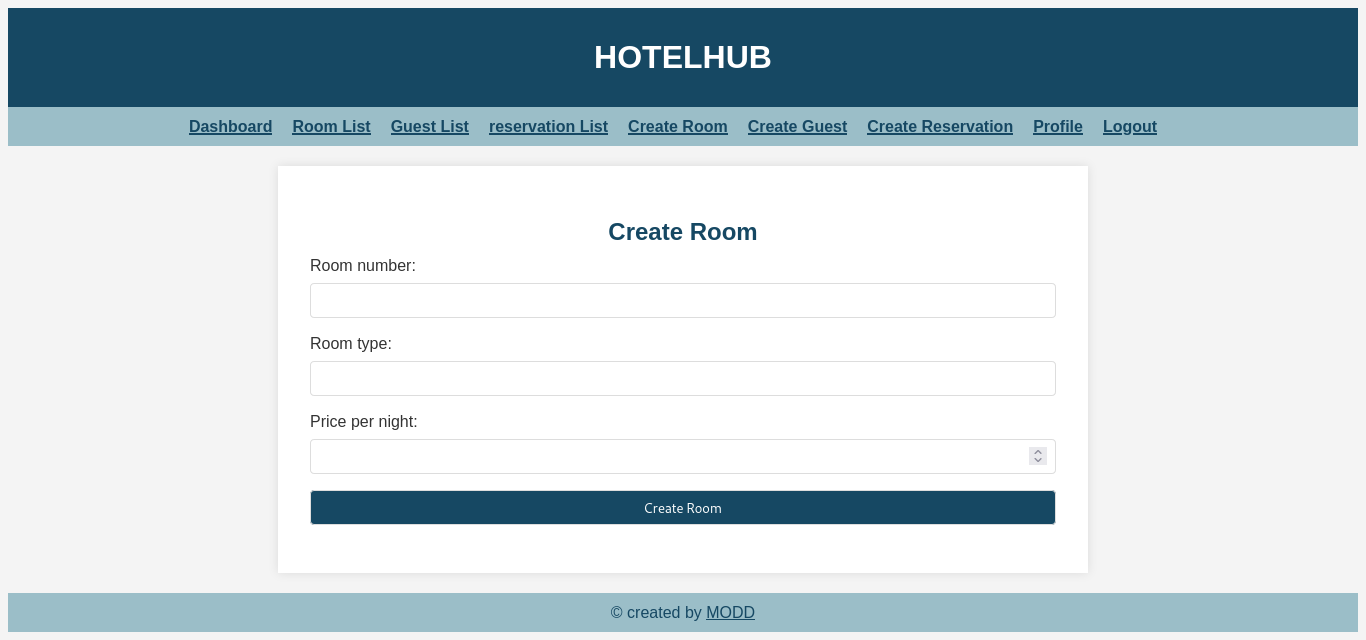 HOTELHUB
Dashboard Room List Guest List reservation List Create Room Create Guest Create Reservation Profile Logout
Create Room
Room number:
Room type:
Price per night:
Create Room
© created by MODD